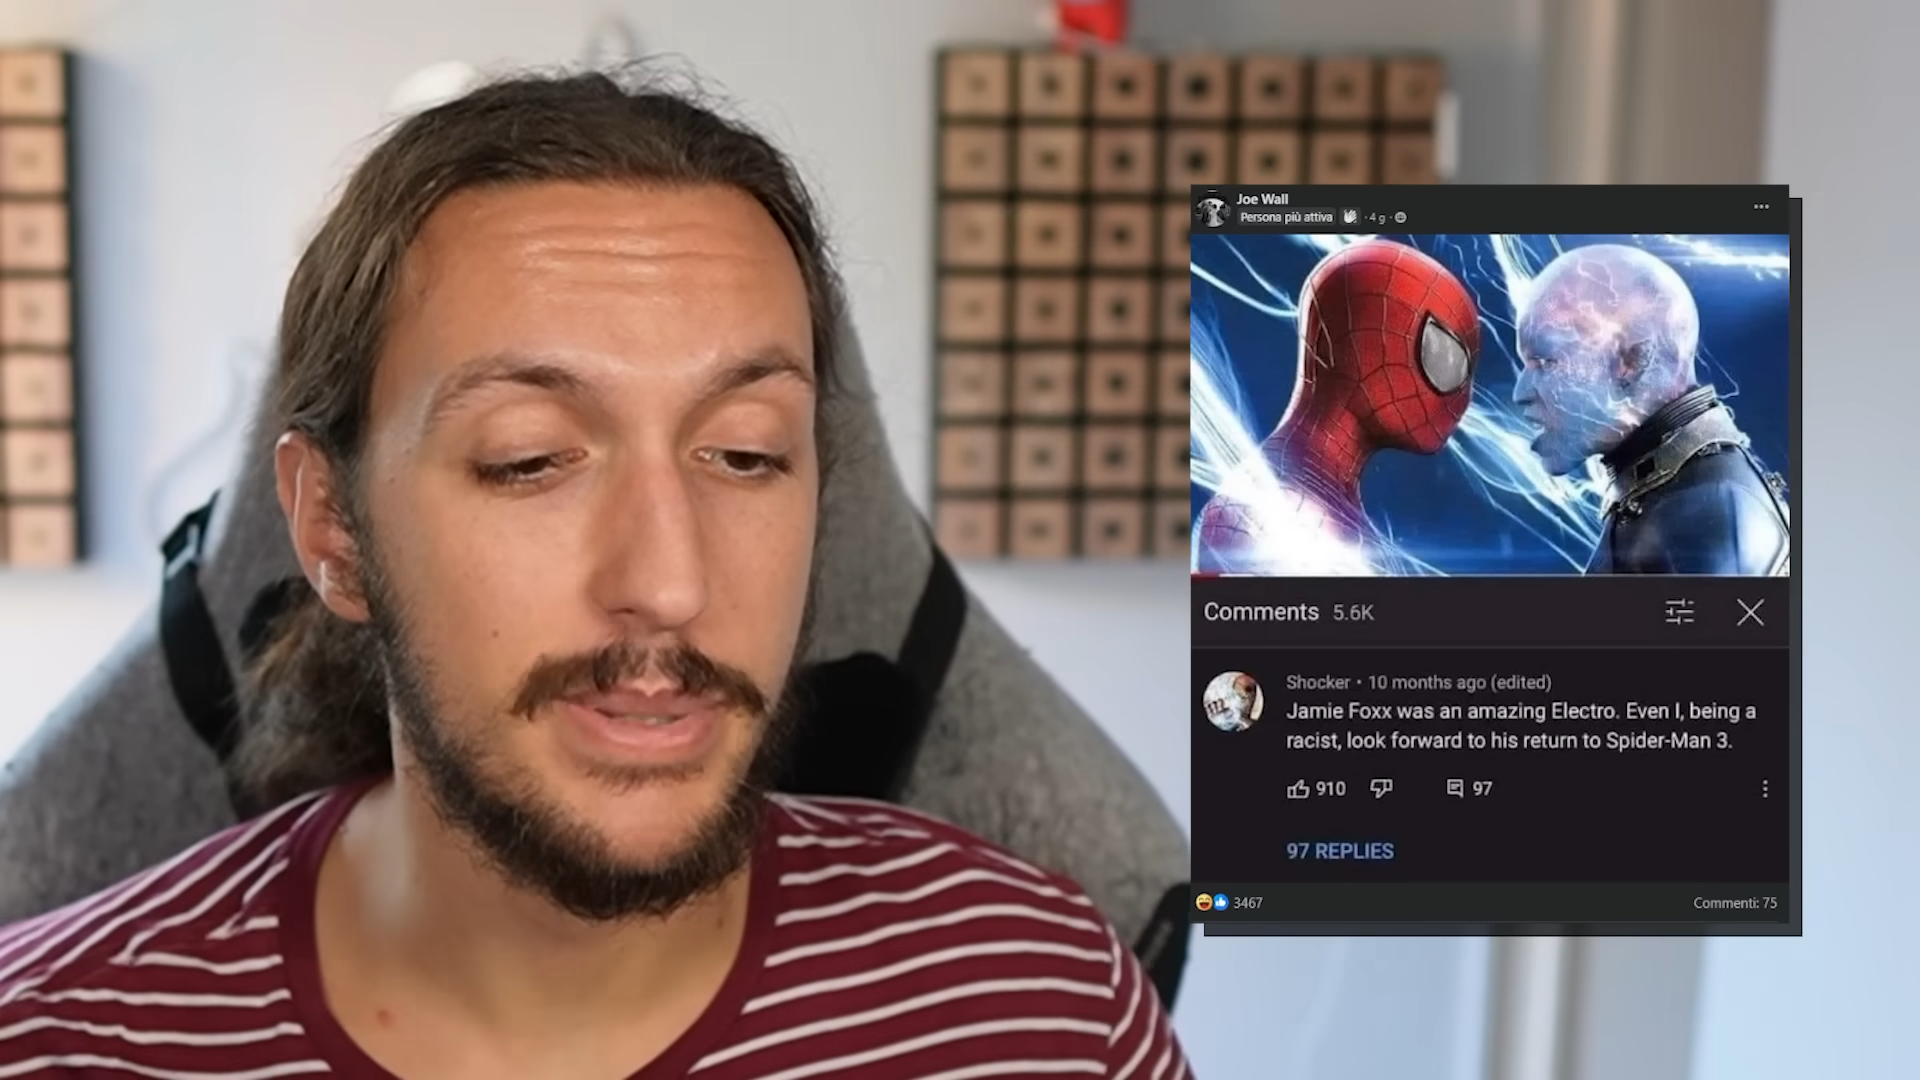 Joe Wall
Persona più attiva · 4 g ·
Comments 5.6K
Shocker • 10 months ago (edited)
Jamie Foxx was an amazing Electro. Even I, being a
racist, look forward to his return to Spider-Man 3.
910 97
97 REPLIES
3467 Commenti: 75